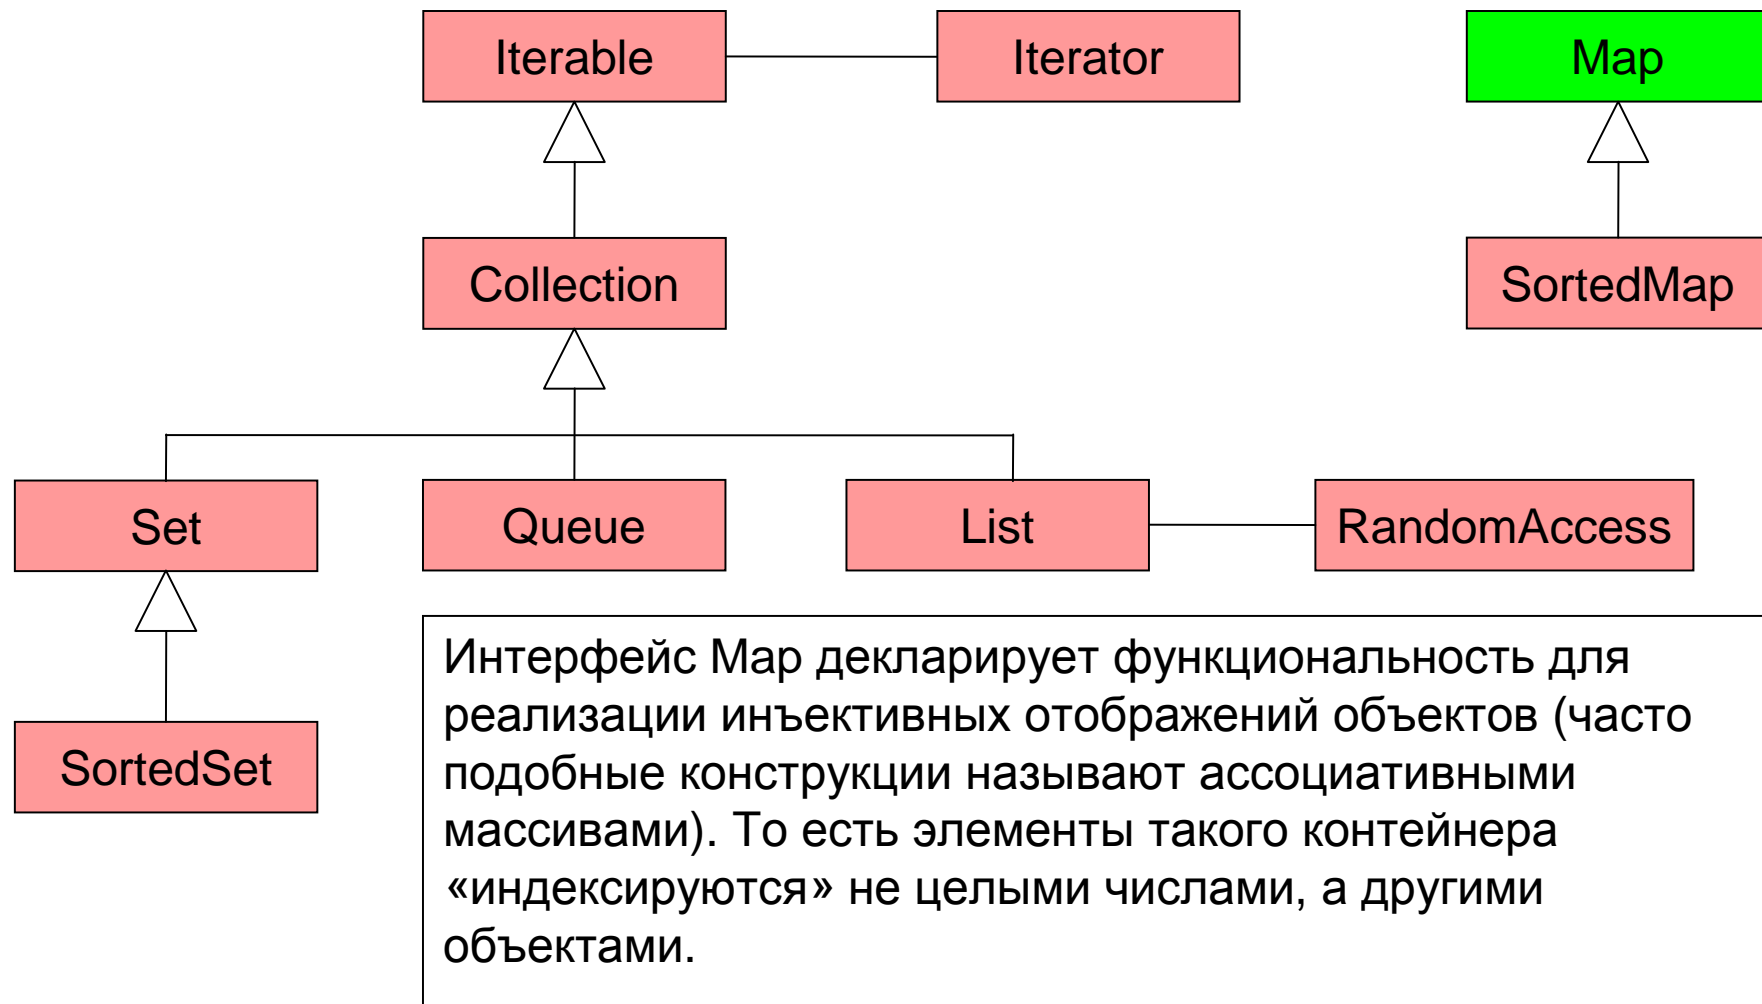 Iterable
Iterator
Map
Collection
SortedMap
Set
Queue
List
RandomAccess
SortedSet
Интерфейс Map декларирует функциональность для
реализации инъективных отображений объектов (часто
подобные конструкции называют ассоциативными
массивами). То есть элементы такого контейнера
«индексируются» не целыми числами, а другими
объектами.